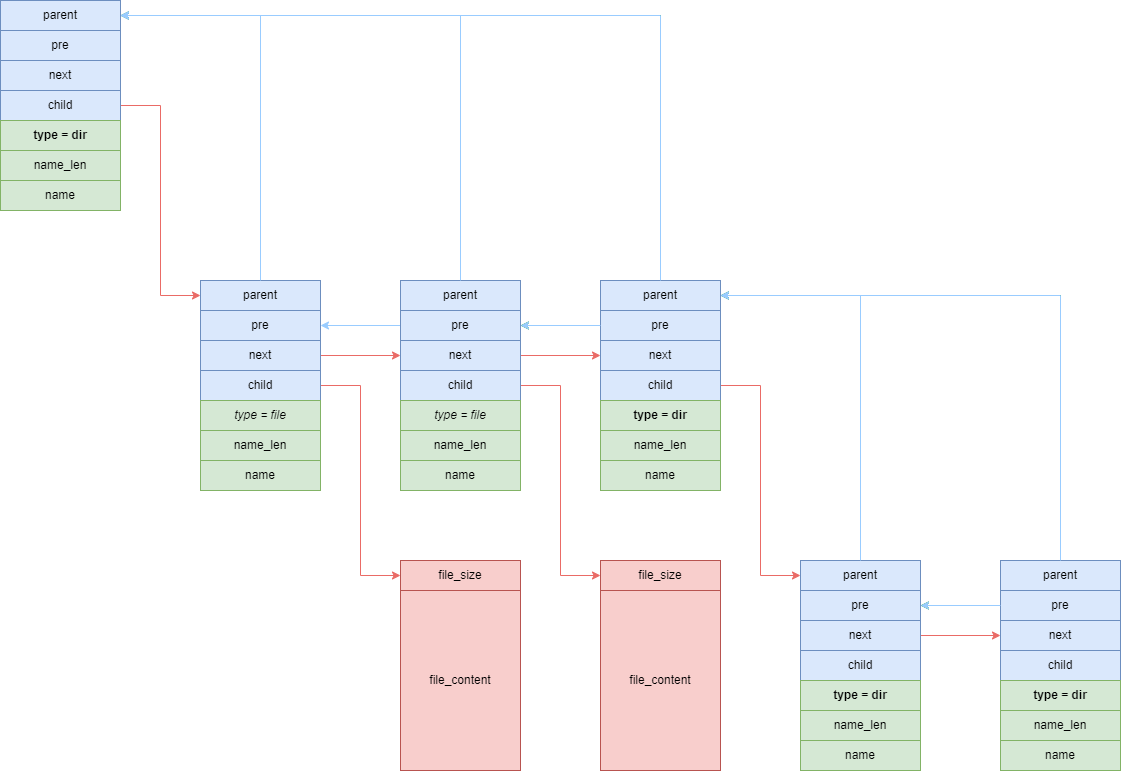 parent
pre
next
child
type = dir
name_len
name
parent
pre
next
child
type = file
name_len
name
parent
pre
next
child
type = file
name_len
name
parent
pre
next
child
type = dir
name_len
name
file_size
file_content
file_size
file_content
parent
pre
next
child
type = dir
name_len
name
parent
pre
next
child
type = dir
name_len
name